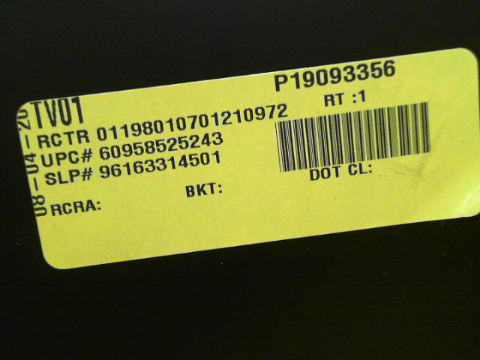 TV01
P19093356
RCTR 01198010701210972
RT :1
UPC# 60958525243
SLP# 96163314501
DOT CL:
BKT:
RCRA:
08-04-20